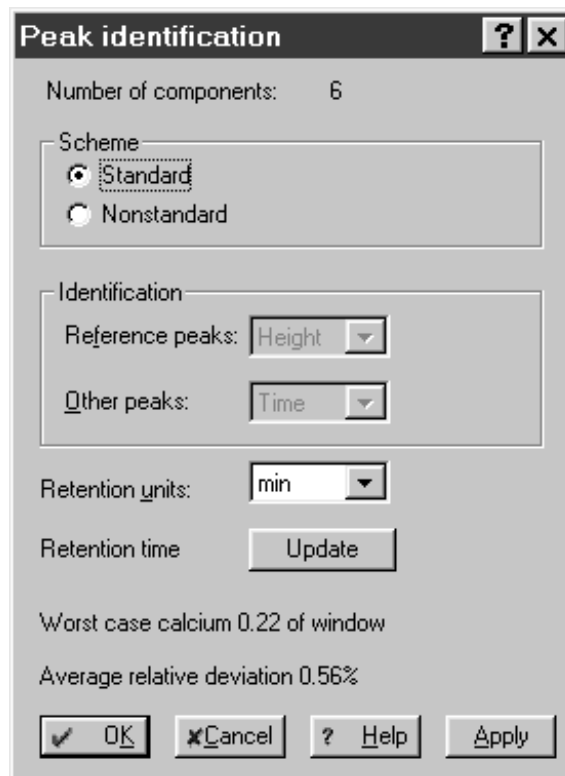 Peak identification ? ×
Number of components: 6
Scheme
Standard
Nonstandard
Identification
Reference peaks: Height
Other peaks: Time
Retention units: min
Retention time Update
Worst case calcium 0.22 of window
Average relative deviation 0.56%
✔ OK ✘Cancel ? Help Apply